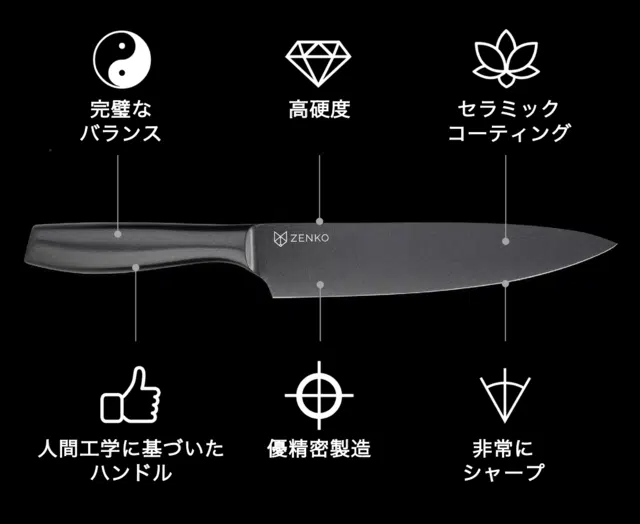 完璧な
バランス
高硬度
セラミック
コーティング
ZENKO
人間工学に基づいた
ハンドル
優精密製造
非常に
シャープ